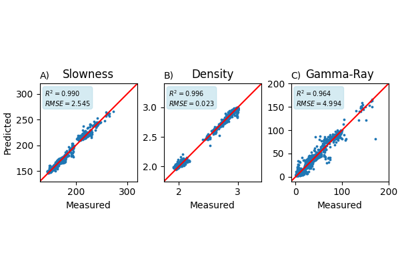 A) Slowness
R² = 0.990
RMSE = 2.545
300
250
200
150
200
300
Predicted
Measured
B) Density
R² = 0.996
RMSE = 0.023
3.0
2.5
2.0
2
3
Measured
C) Gamma-Ray
R² = 0.964
RMSE = 4.994
200
150
100
50
0
0
100
200
Measured